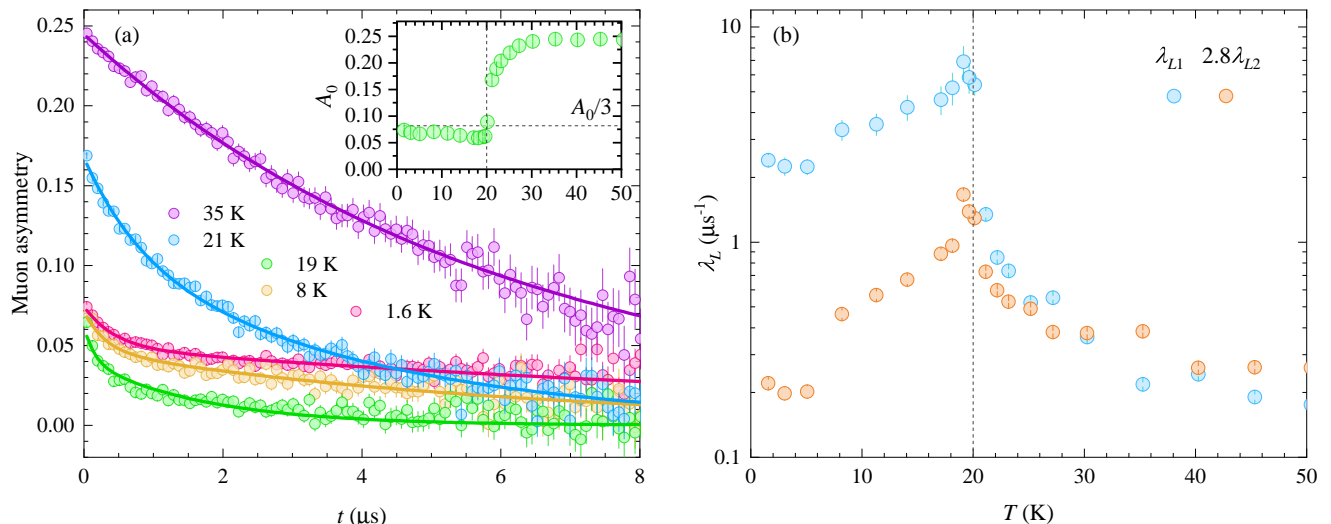 (a)
0.25
0.20
0.15
0.10
0.05
0.00
Muon asymmetry
0 2 4 6 8
t (μs)
35 K
21 K
19 K
8 K
1.6 K
0.25
0.20
0.15
0.10
0.05
0.00
A0
A0/3
0 10 20 30 40 50
(b)
10
1
0.1
λL (μs-1)
λL1 2.8λL2
0 10 20 30 40 50
T (K)